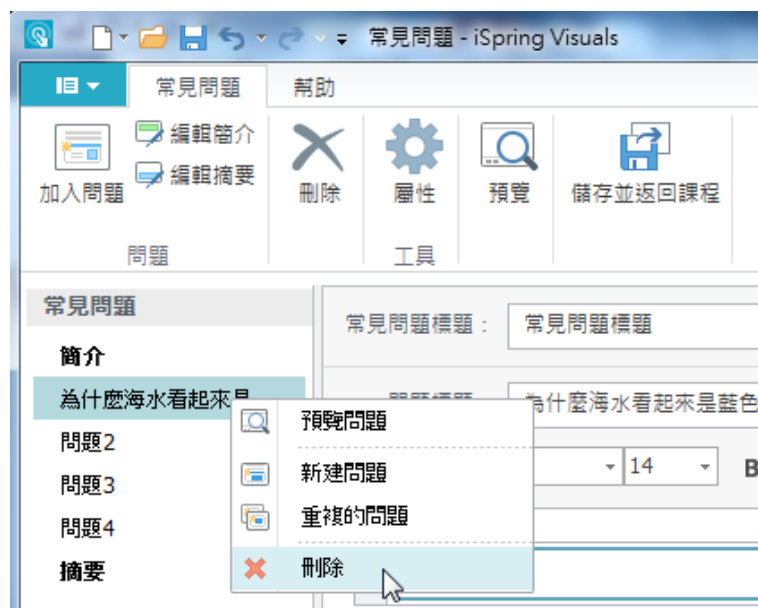 常見問題 - iSpring Visuals
常見問題 幫助
加入問題
編輯簡介
編輯摘要
刪除
屬性
預覽
儲存並返回課程
問題
工具
常見問題
簡介
為什麼海水看起來是
問題2
問題3
問題4
摘要
常見問題標題：
常見問題標題
為什麼海水看起來是藍色
14
B
預覽問題
新建問題
重複的問題
刪除